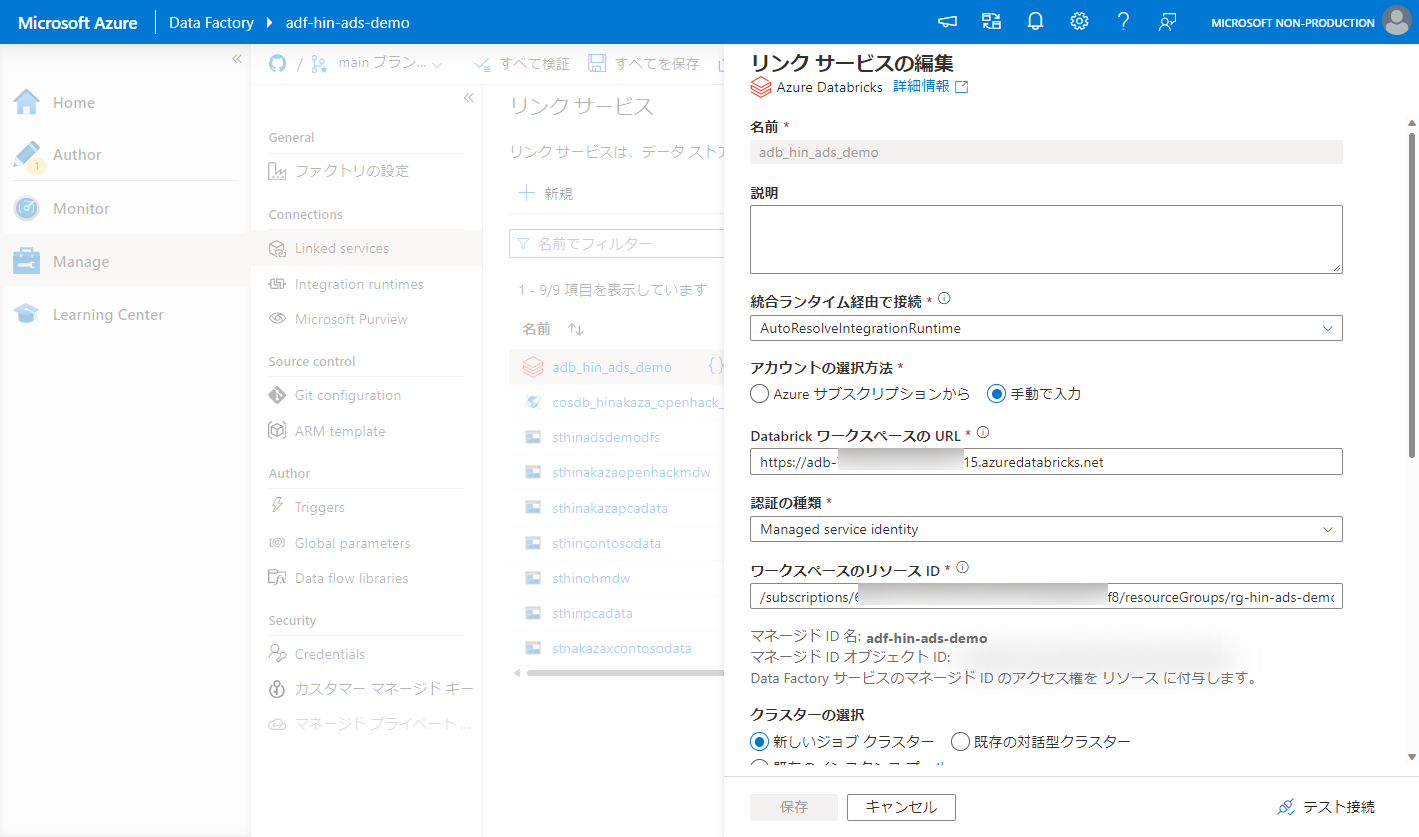 Microsoft Azure
Data Factory
adf-hin-ads-demo
MICROSOFT NON-PRODUCTION
Home
Author
1
Monitor
Manage
Learning Center
/ main ブラン...
すべて検証
すべてを保存
General
ファクトリの設定
Connections
Linked services
Integration runtimes
Microsoft Purview
Source control
Git configuration
ARM template
Author
Triggers
Global parameters
Data flow libraries
Security
Credentials
カスタマー マネージド キー
マネージド プライベート ...
リンク サービス
リンク サービスは、データ ストア
新規
名前でフィルター
1 - 9/9 項目を表示しています
名前
adb_hin_ads_demo
cosdb_hinakaza_openhack_
sthinadsdemodfs
sthinakazaopenhackmdw
sthinakazapcadata
sthincontosodata
sthinohmdw
sthinpcadata
stnakazaxcontosodata
リンク サービスの編集
Azure Databricks 詳細情報
名前 *
adb_hin_ads_demo
説明
統合ランタイム経由で接続 *
AutoResolveIntegrationRuntime
アカウントの選択方法 *
Azure サブスクリプションから
手動で入力
Databrick ワークスペースの URL *
https://adb- 15.azuredatabricks.net
認証の種類 *
Managed service identity
ワークスペースのリソース ID *
/subscriptions/6 f8/resourceGroups/rg-hin-ads-demo
マネージド ID 名: adf-hin-ads-demo
マネージド ID オブジェクト ID:
Data Factory サービスのマネージド ID のアクセス権を リソース に付与します。
クラスターの選択
新しいジョブ クラスター
既存の対話型クラスター
既存のインスタンス プール
保存
キャンセル
テスト接続